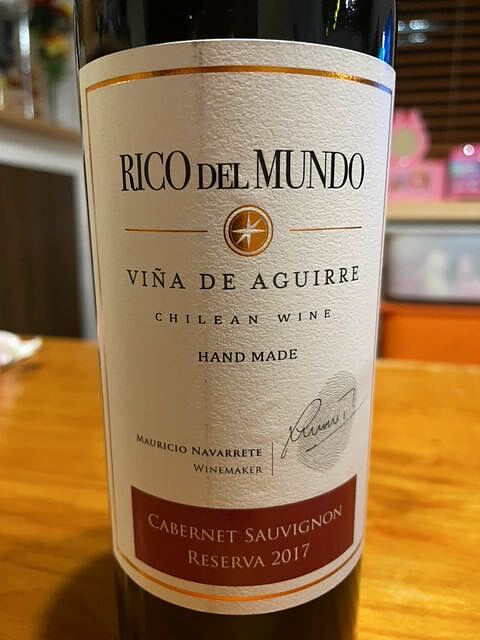 RICO DEL MUNDO
VIÑA DE AGUIRRE
CHILEAN WINE
HAND MADE
MAURICIO NAVARRETE
WINEMAKER
CABERNET SAUVIGNON
RESERVA 2017